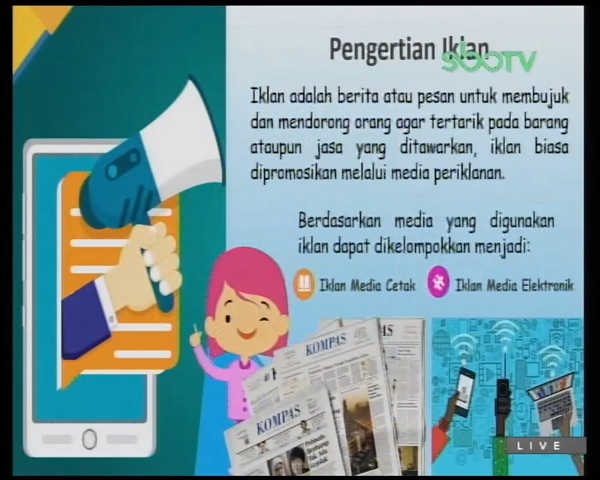 Pengertian Iklan
sboTV
Iklan adalah berita atau pesan untuk membujuk
dan mendorong orang agar tertarik pada barang
ataupun jasa yang ditawarkan, iklan biasa
dipromosikan melalui media periklanan.
Berdasarkan media yang digunakan
iklan dapat dikelompokkan menjadi:
Iklan Media Cetak
Iklan Media Elektronik
KOMPAS
KOMPAS
LIVE